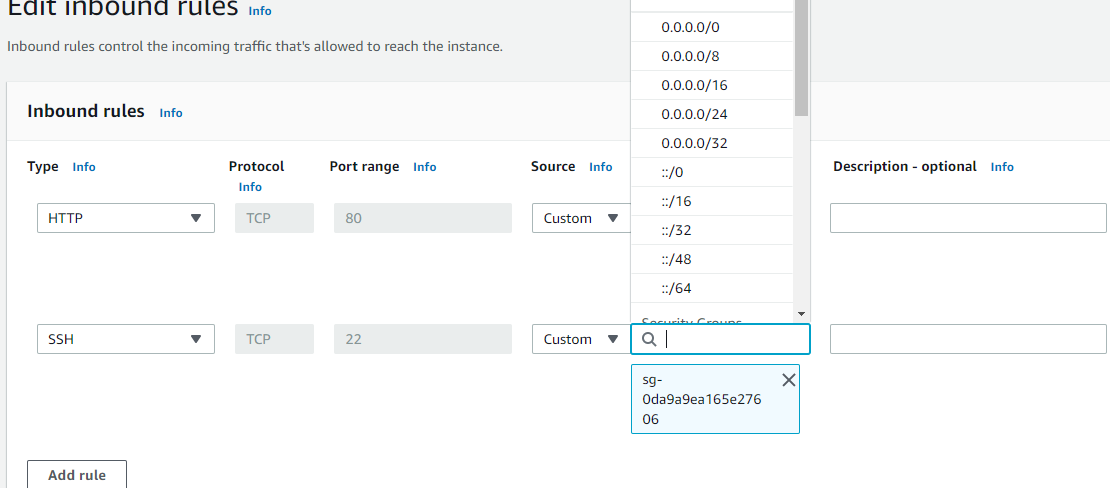 Edit inbound rules Info
Inbound rules control the incoming traffic that's allowed to reach the instance.
Inbound rules Info
Type Info
Protocol
Info
Port range Info
Source Info
Description - optional Info
HTTP
TCP
80
Custom
0.0.0.0/0
0.0.0.0/8
0.0.0.0/16
0.0.0.0/24
0.0.0.0/32
::/0
::/16
::/32
::/48
::/64
Security Groups
SSH
TCP
22
Custom
sg-
0da9a9ea165e276
06
Add rule